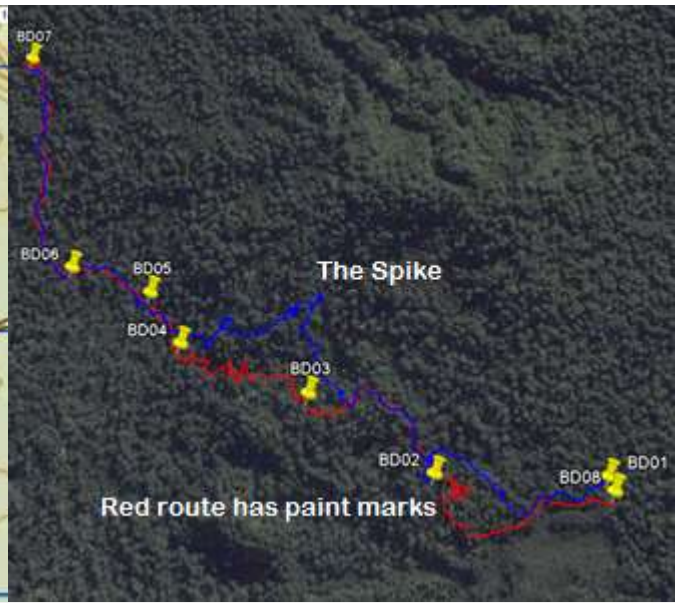 BD07
BD06
BD05
The Spike
BD04
BD03
BD02
BD01
BD08
Red route has paint marks